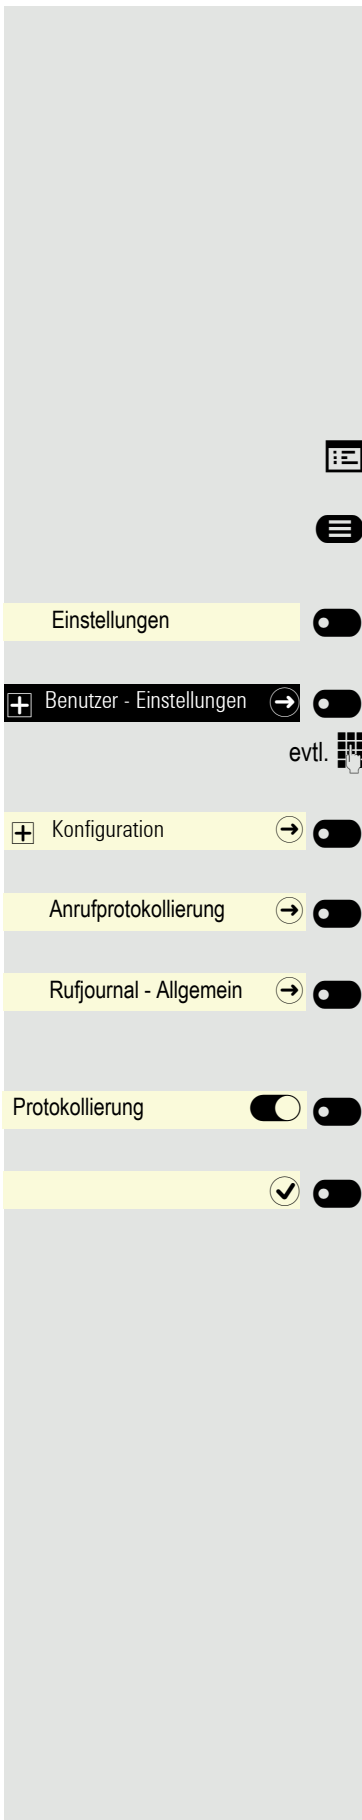 Einstellungen
Benutzer - Einstellungen
evtl.
Konfiguration
Anrufprotokollierung
Rufjournal - Allgemein
Protokollierung